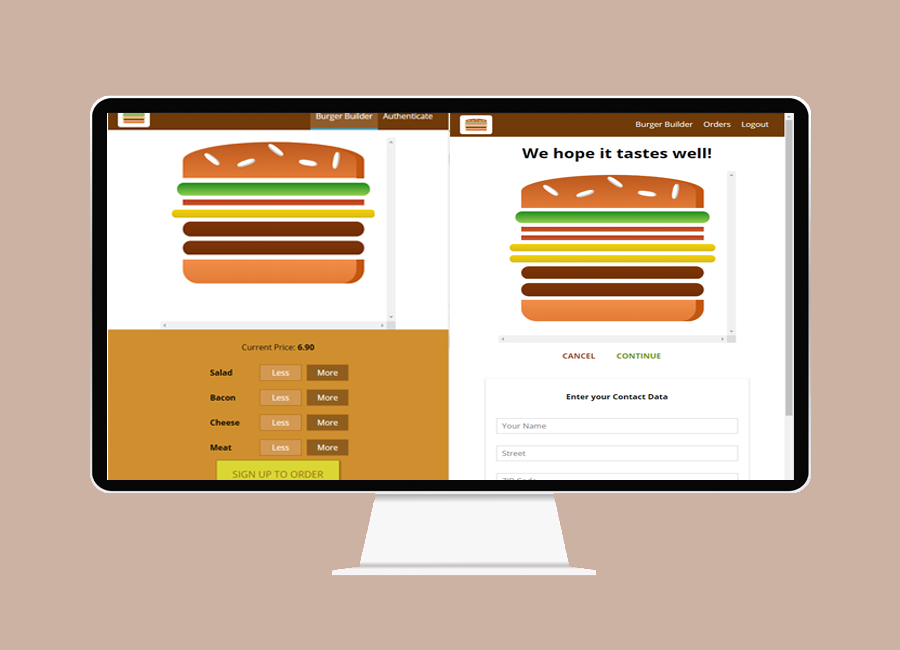 Burger Builder Authenticate
Current Price: 6.90
Salad Less More
Bacon Less More
Cheese Less More
Meat Less More
SIGN UP TO ORDER
Burger Builder Orders Logout
We hope it tastes well!
CANCEL CONTINUE
Enter your Contact Data
Your Name
Street